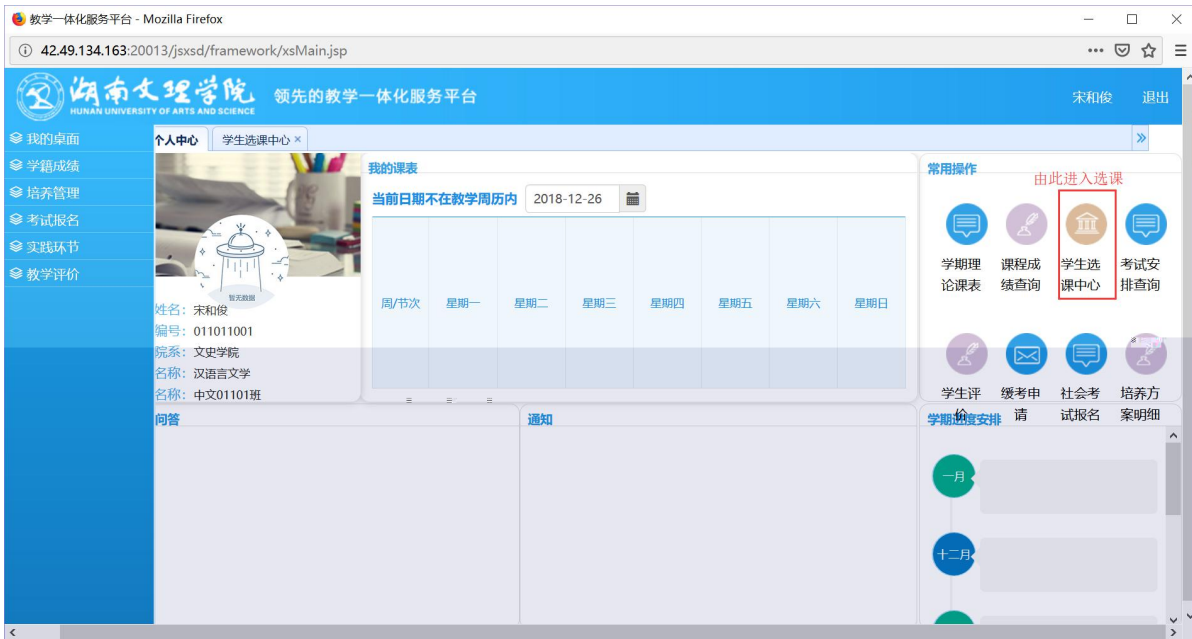 教学一体化服务平台 - Mozilla Firefox
42.49.134.163:20013/jsxsd/framework/xsMain.jsp
湖南文理学院
HUNAN UNIVERSITY OF ARTS AND SCIENCE
领先的教学一体化服务平台
宋和俊 退出
我的桌面
学籍成绩
培养管理
考试报名
实践环节
教学评价
个人中心 学生选课中心 ×
暂无数据
姓名：宋和俊
编号：011011001
院系：文史学院
名称：汉语言文学
名称：中文01101班
我的课表
当前日期不在教学周历内 2018-12-26
周/节次 星期一 星期二 星期三 星期四 星期五 星期六 星期日
常用操作
由此进入选课
学期理论课表
课程成绩查询
学生选课中心
考试安排查询
学生评价
缓考申请
社会考试报名
培养方案明细
问答
通知
学期进度安排
一月
十二月